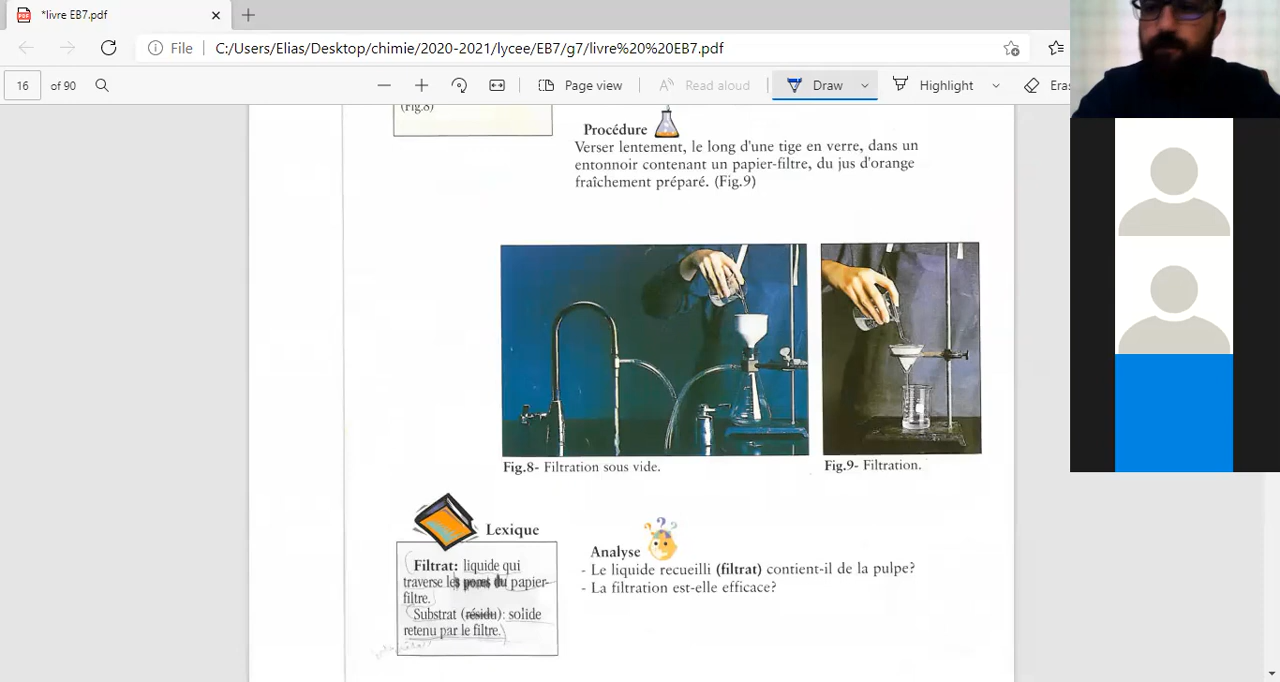 *livre EB7.pdf
File
C:/Users/Elias/Desktop/chimie/2020-2021/lycee/EB7/g7/livre%20%20EB7.pdf
16 of 90
Page view
Read aloud
Draw
Highlight
Eras
(Fig.8)
Procédure
Verser lentement, le long d'une tige en verre, dans un
entonnoir contenant un papier-filtre, du jus d'orange
fraîchement préparé. (Fig.9)
Fig.8- Filtration sous vide.
Fig.9- Filtration.
Lexique
Filtrat: liquide qui
traverse les pores du papier-
filtre.
Substrat (résidu): solide
retenu par le filtre.
Analyse
- Le liquide recueilli (filtrat) contient-il de la pulpe?
- La filtration est-elle efficace?